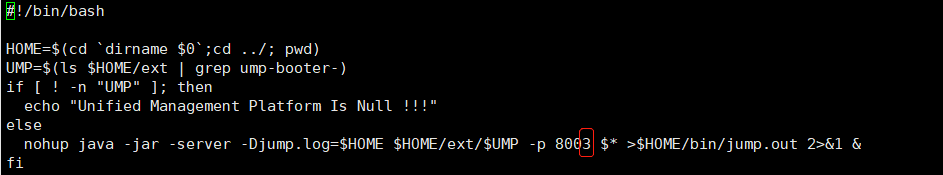 #!/bin/bash
HOME=$(cd `dirname $0`;cd ../; pwd)
UMP=$(ls $HOME/ext | grep ump-booter-)
if [ ! -n "UMP" ]; then
  echo "Unified Management Platform Is Null !!!"
else
  nohup java -jar -server -Djump.log=$HOME $HOME/ext/$UMP -p 8003 $* >$HOME/bin/jump.out 2>&1 &
fi